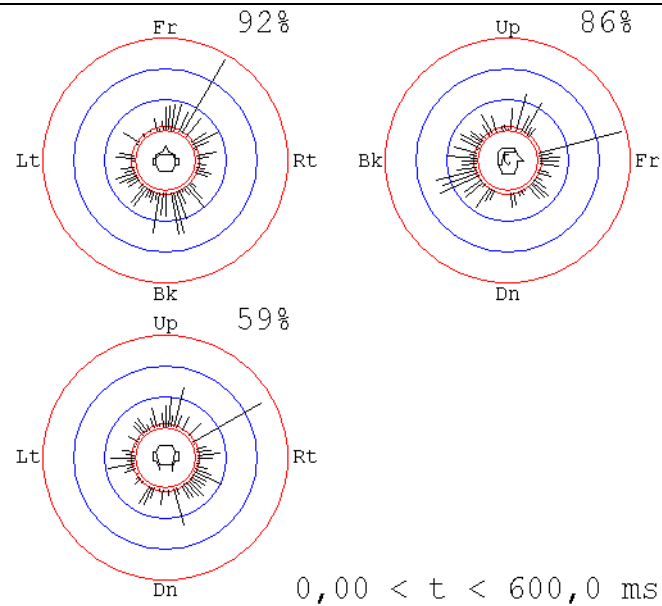 Fr 92% Up 86%
Lt Rt Bk Fr
Bk Dn
Up 59%
Lt Rt
Dn
0,00 < t < 600,0 ms